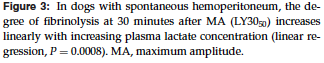 Figure 3: In dogs with spontaneous hemoperitoneum, the de-
gree of fibrinolysis at 30 minutes after MA (LY30₅₀) increases
linearly with increasing plasma lactate concentration (linear re-
gression, P = 0.0008). MA, maximum amplitude.